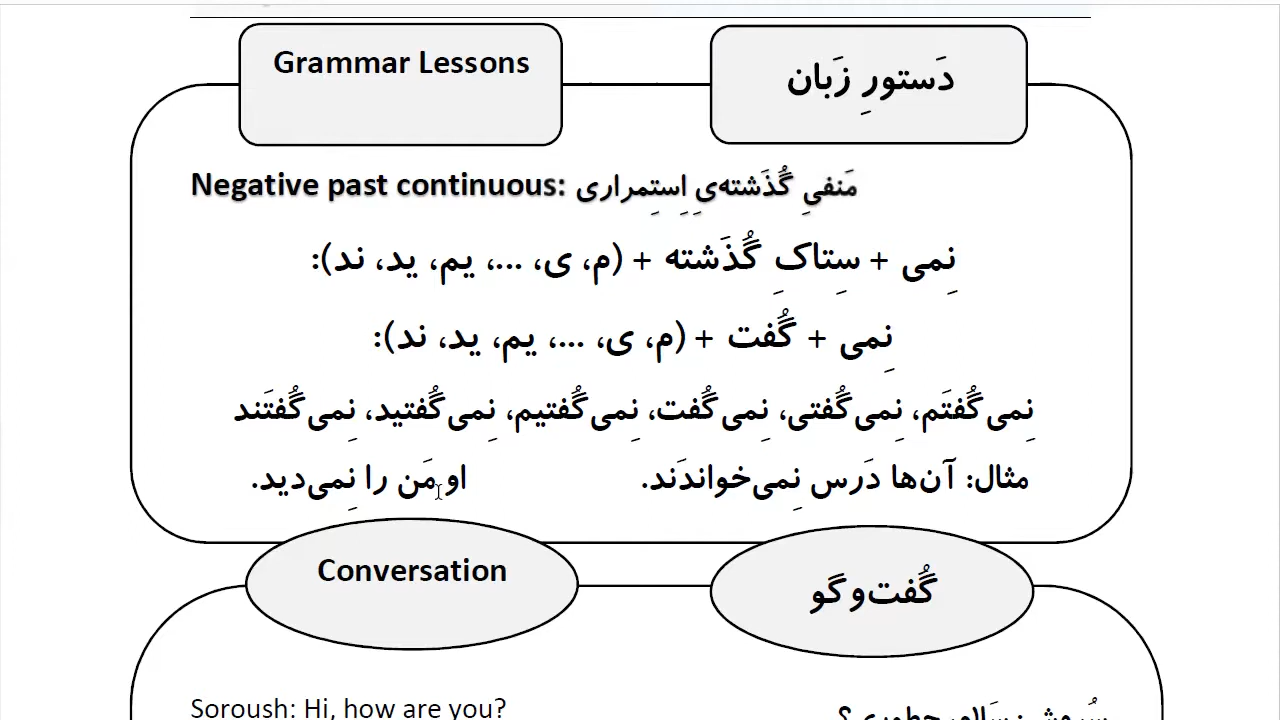 Grammar Lessons
دَستورِ زَبان
Negative past continuous: مَنفیِ گُذَشته‌یِ اِستِمراری
نِمی + سِتاکِ گُذَشته + (م، ی، ...، یم، ید، ند):
نِمی + گُفت + (م، ی، ...، یم، ید، ند):
نِمی‌گُفتَم، نِمی‌گُفتی، نِمی‌گُفت، نِمی‌گُفتیم، نِمی‌گُفتید، نِمی‌گُفتَند
مثال: آن‌ها دَرس نِمی‌خواندَند. او مَن را نِمی‌دید.
Conversation
گُفت‌و‌گو
Soroush: Hi, how are you?